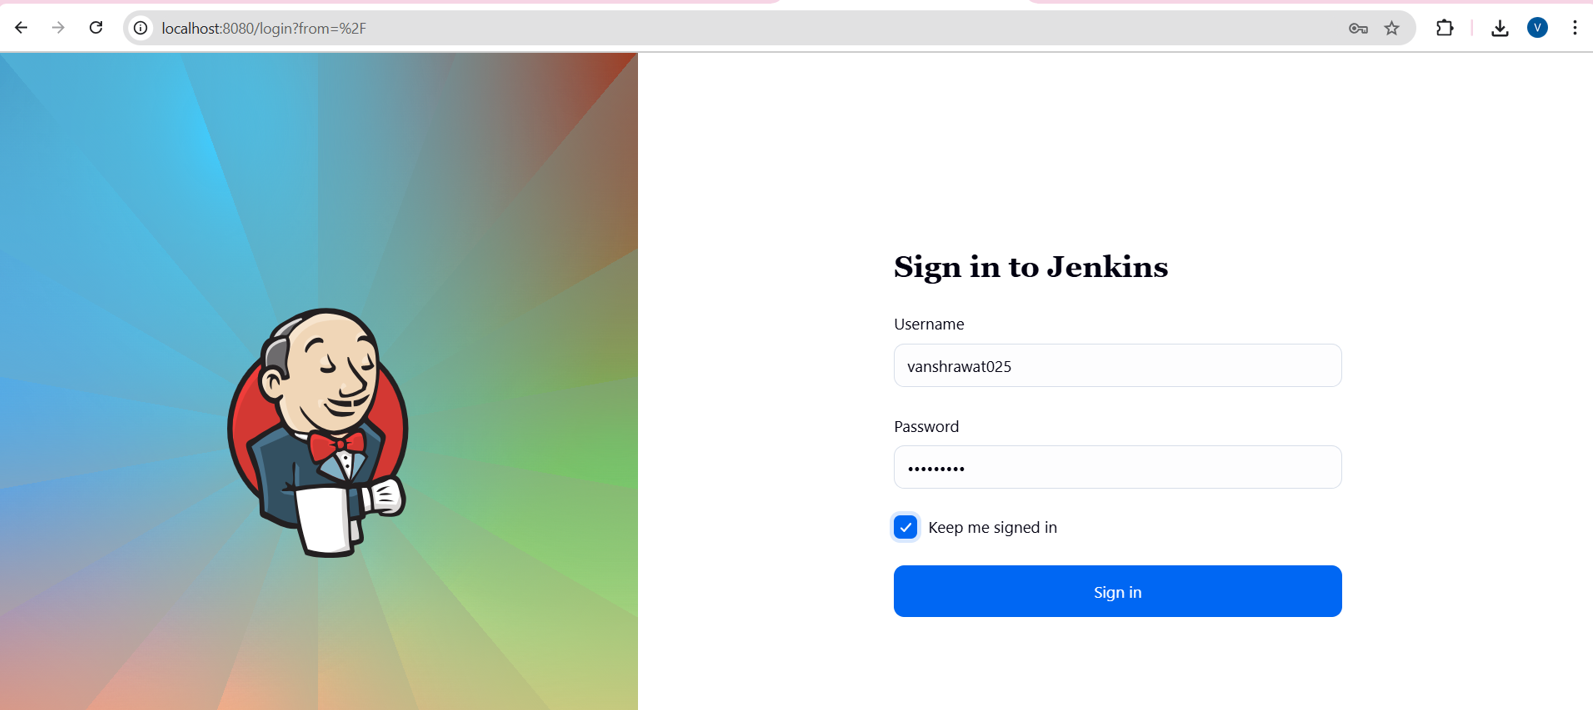 localhost:8080/login?from=%2F
V
Sign in to Jenkins
Username
vanshrawat025
Password
•••••••••
Keep me signed in
Sign in